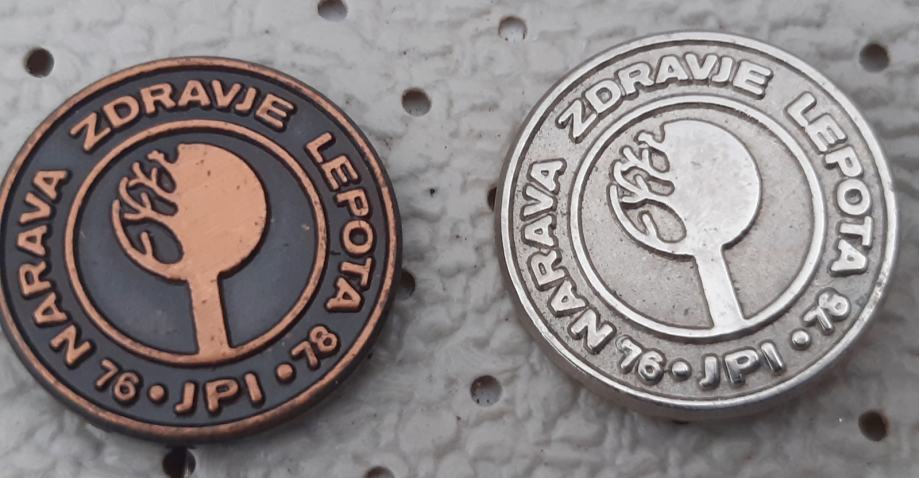 NARAVA ZDRAVJE LEPOTA
76 • JPI • 78
NARAVA ZDRAVJE LEPOTA
76 • JPI • 78